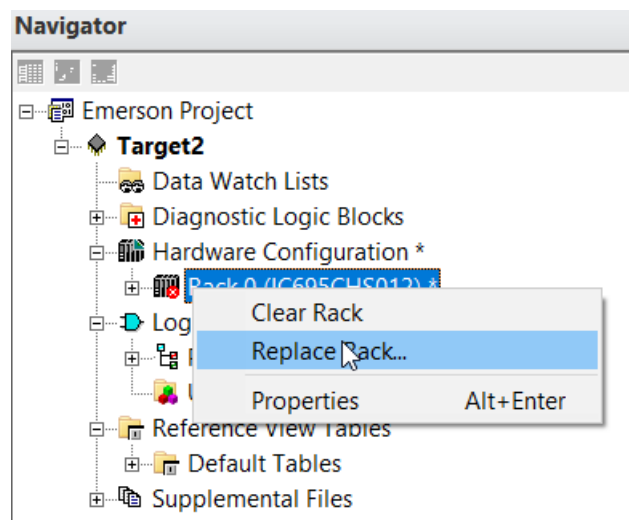 Navigator
Emerson Project
Target2
Data Watch Lists
Diagnostic Logic Blocks
Hardware Configuration *
Rack 0 (IC695CHS012) *
Clear Rack
Log
Replace Rack...
Properties Alt+Enter
Reference View Tables
Default Tables
Supplemental Files